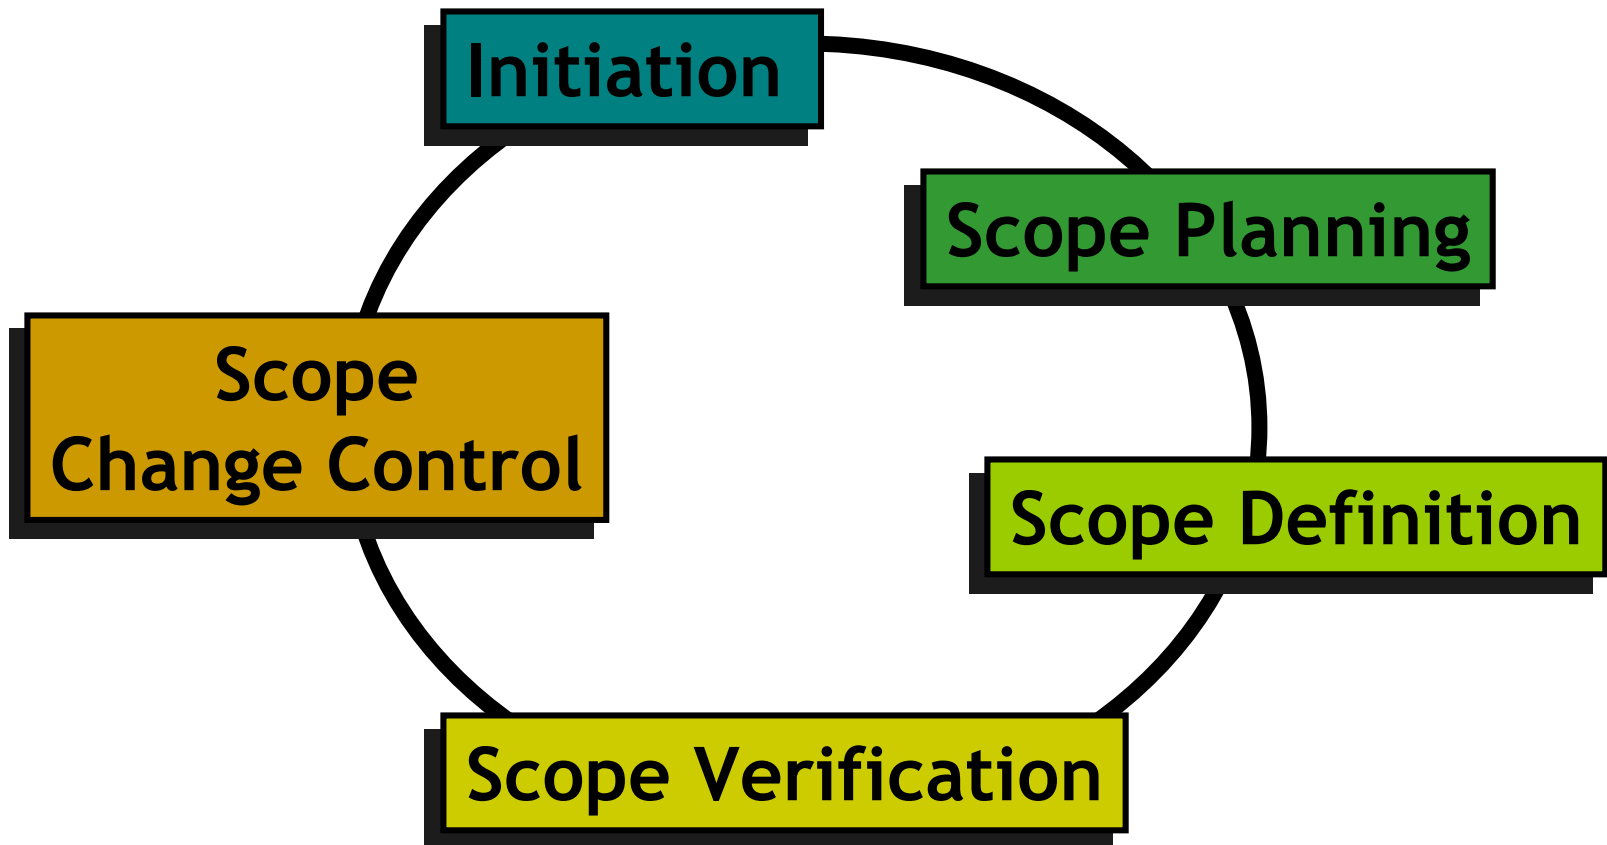 Initiation
Scope Planning
Scope
Change Control
Scope Definition
Scope Verification